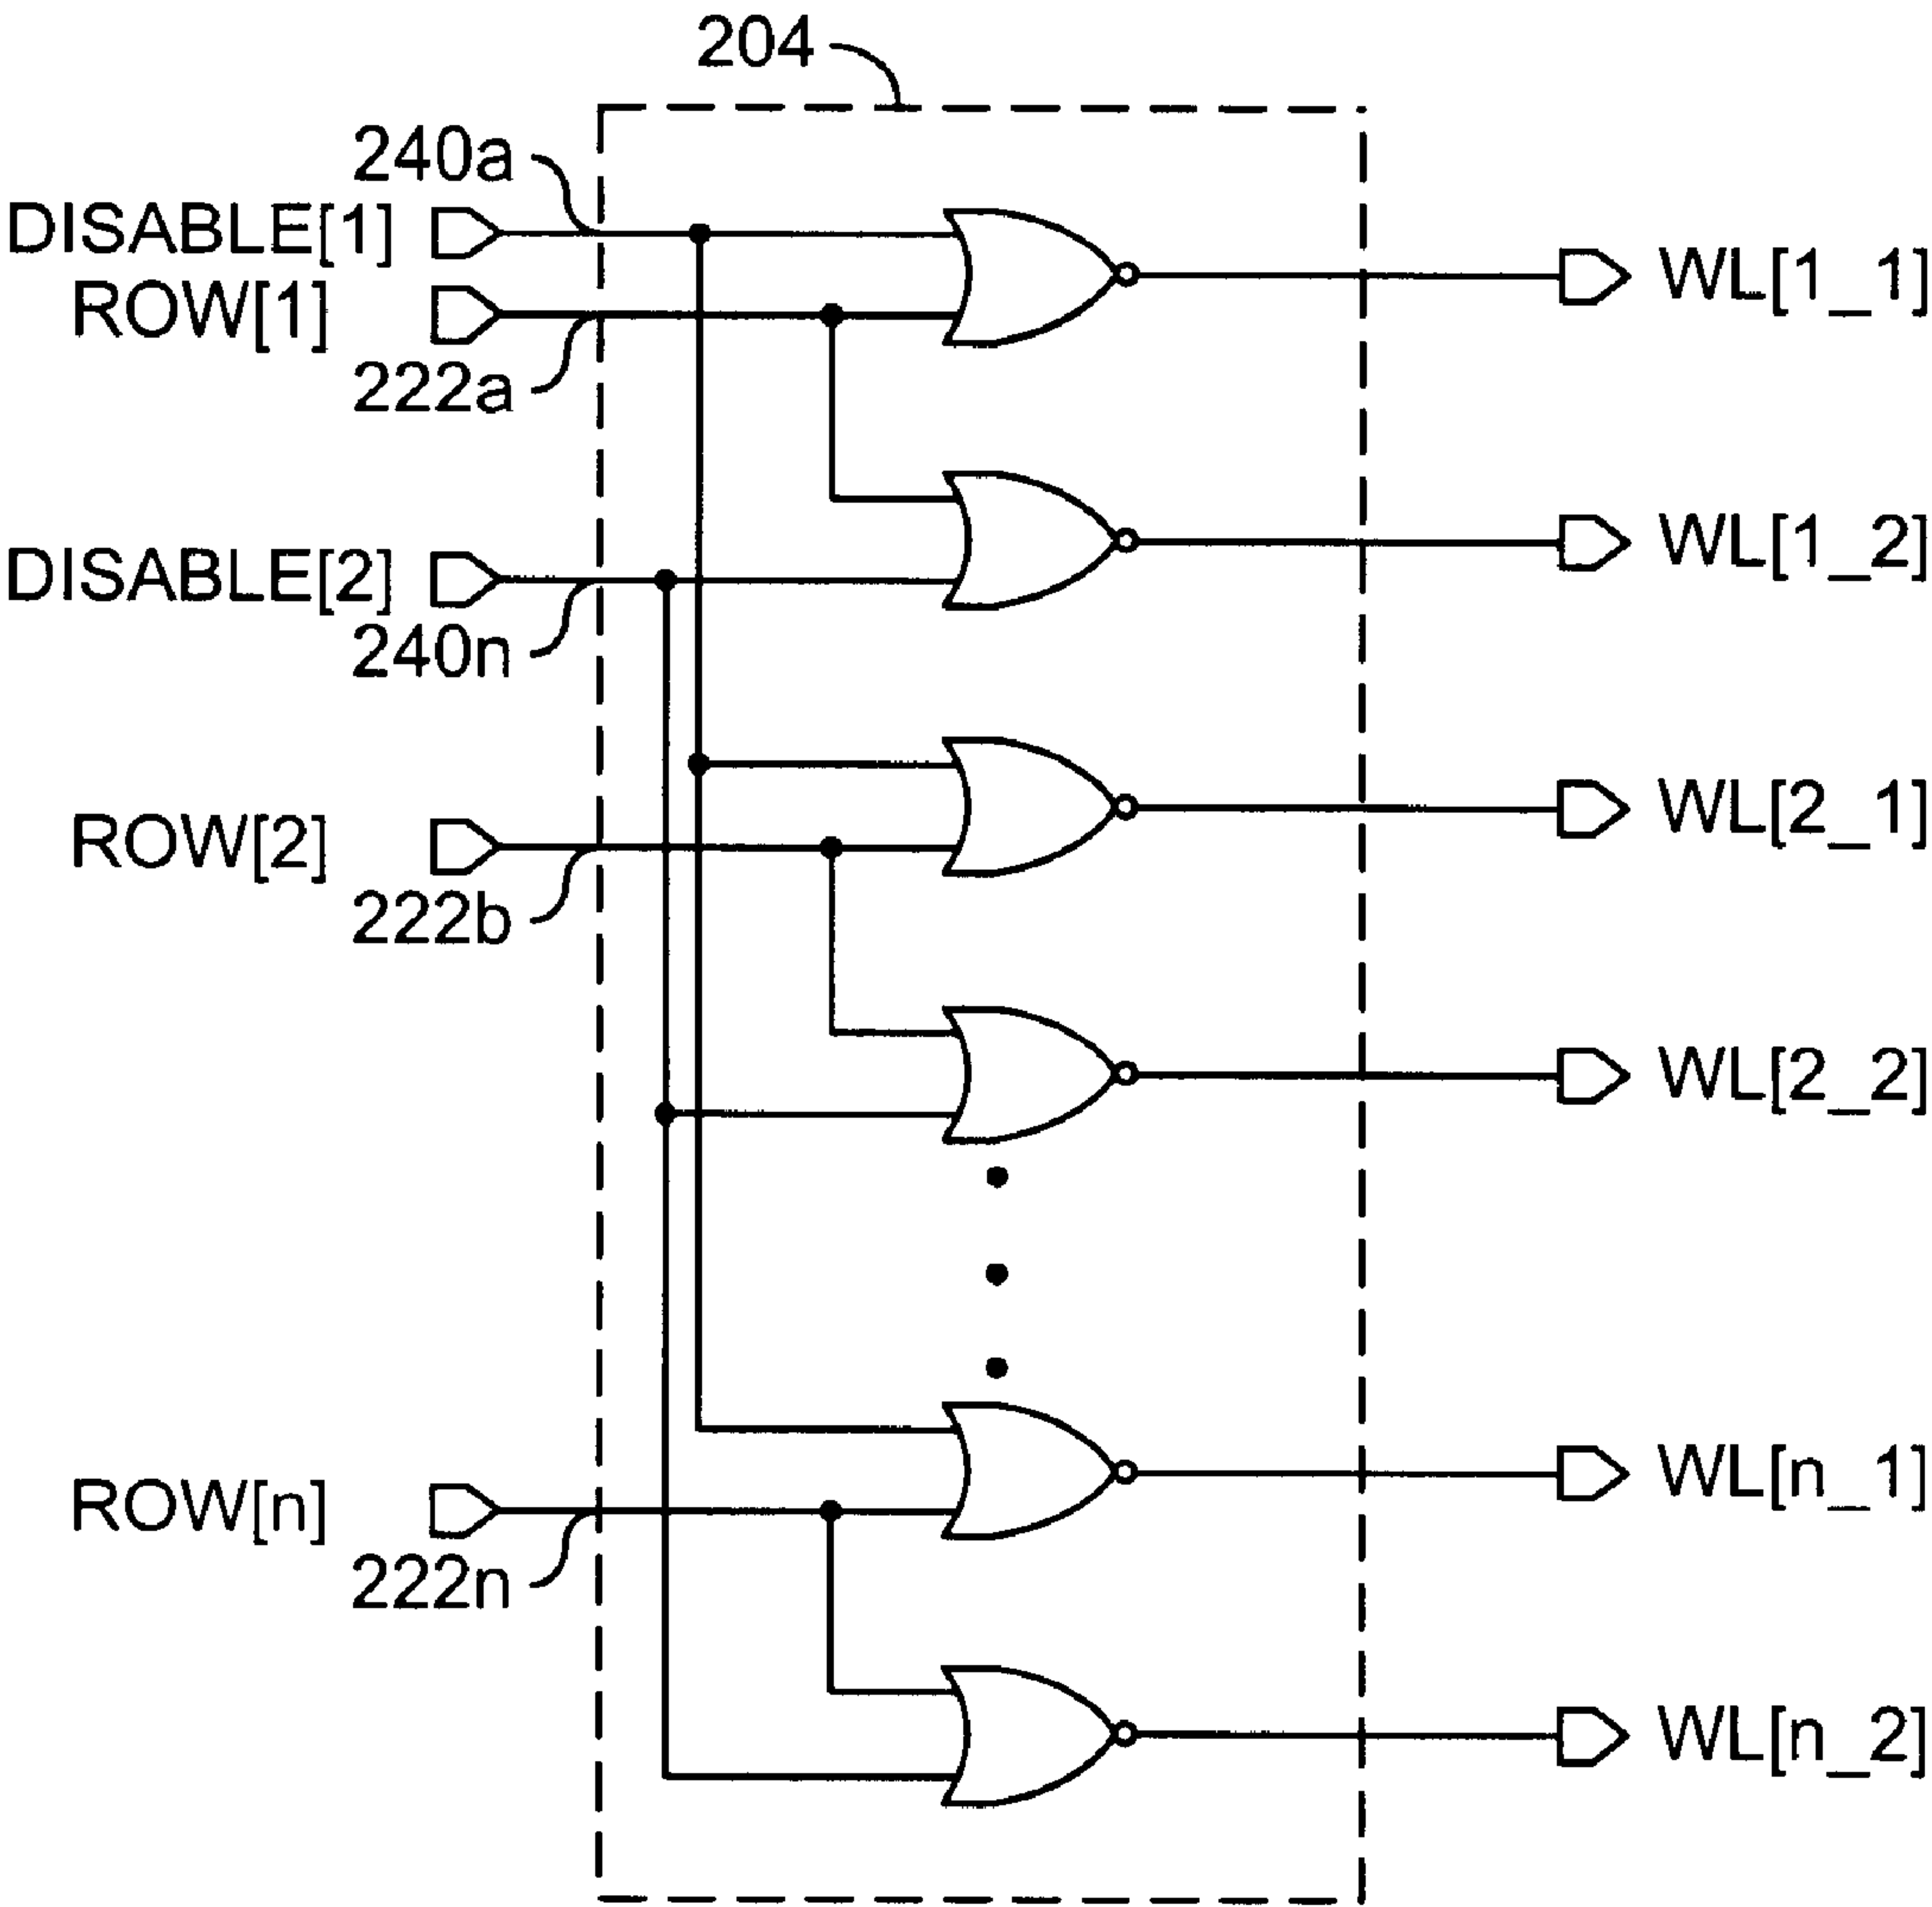 204
240a
DISABLE[1]
WL[1_1]
ROW[1]
222a
WL[1_2]
DISABLE[2]
240n
WL[2_1]
ROW[2]
222b
WL[2_2]
WL[n_1]
ROW[n]
222n
WL[n_2]